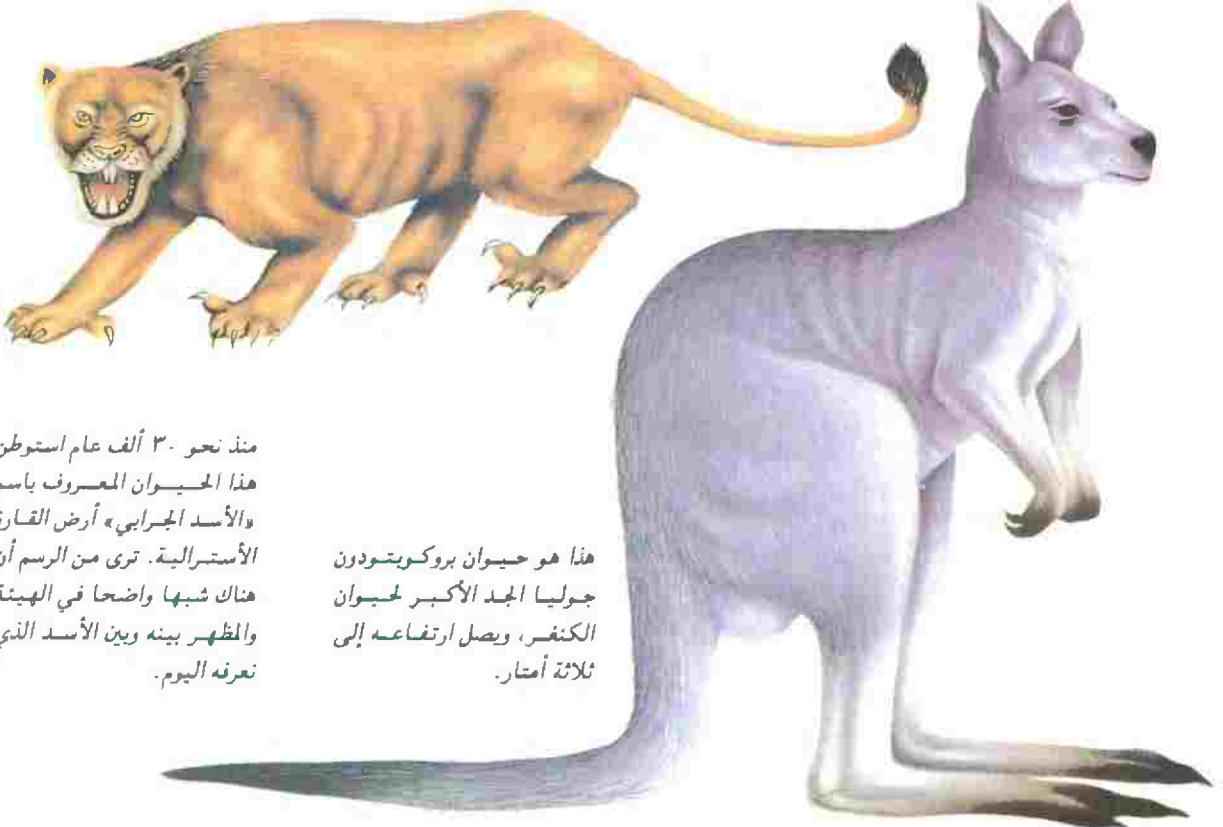 هذا هو حيوان بروكوبتودون
جوليا الجد الأكبر لحيوان
الكنغر، ويصل ارتفاعه إلى
ثلاثة أمتار.
منذ نحو ٣٠ ألف عام استوطن
هذا الحيوان المعروف باسم
«الأسد الجرابي» أرض القارة
الأسترالية. ترى من الرسم أن
هناك شبها واضحا في الهيئة
والمظهر بينه وبين الأسد الذي
نعرفه اليوم.